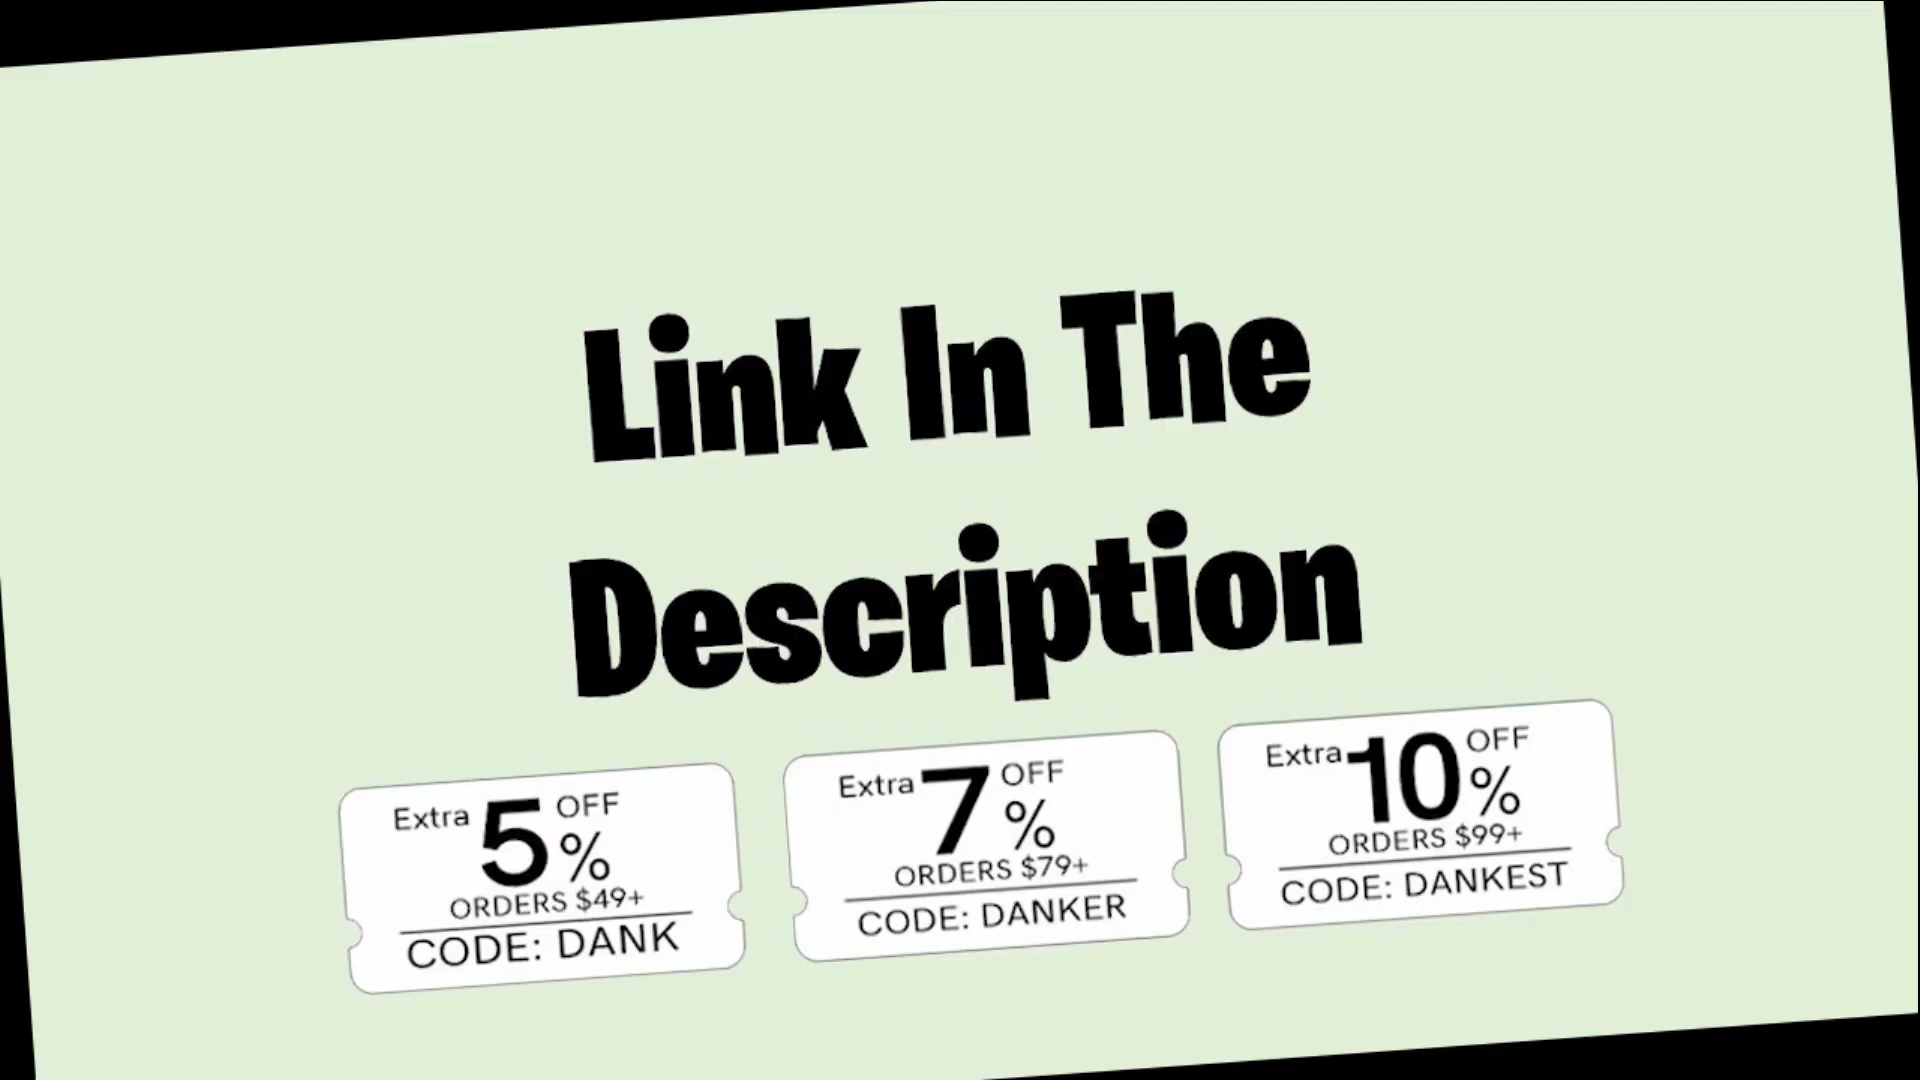 Link In The
Description
Extra 5% OFF
ORDERS $49+
CODE: DANK
Extra 7% OFF
ORDERS $79+
CODE: DANKER
Extra 10% OFF
ORDERS $99+
CODE: DANKEST